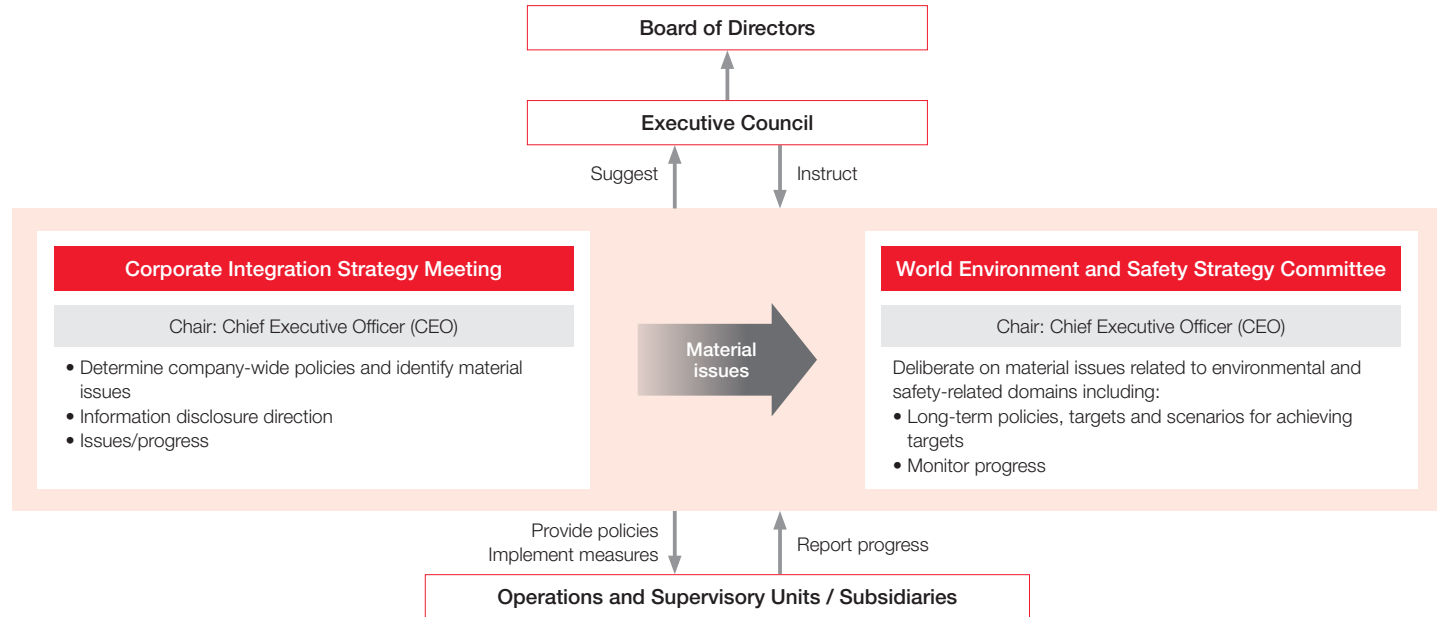 Board of Directors
Executive Council
Suggest
Instruct
Corporate Integration Strategy Meeting
Chair: Chief Executive Officer (CEO)
• Determine company-wide policies and identify material
issues
• Information disclosure direction
• Issues/progress
Material
issues
World Environment and Safety Strategy Committee
Chair: Chief Executive Officer (CEO)
Deliberate on material issues related to environmental and
safety-related domains including:
• Long-term policies, targets and scenarios for achieving
targets
• Monitor progress
Provide policies
Implement measures
Report progress
Operations and Supervisory Units / Subsidiaries